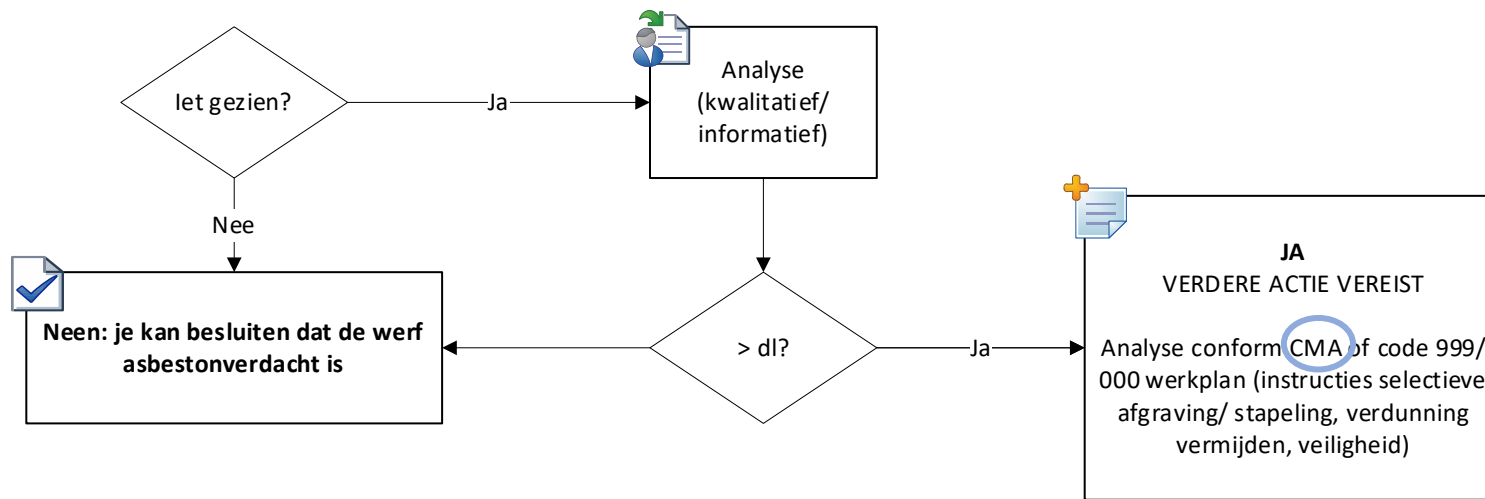 Iet gezien?
Ja
Analyse
(kwalitatief/
informatief)
Nee
Neen: je kan besluiten dat de werf
asbestonverdacht is
> dl?
Ja
JA
VERDERE ACTIE VEREIST
Analyse conform CMA of code 999/
000 werkplan (instructies selectieve
afgraving/ stapeling, verdunning
vermijden, veiligheid)